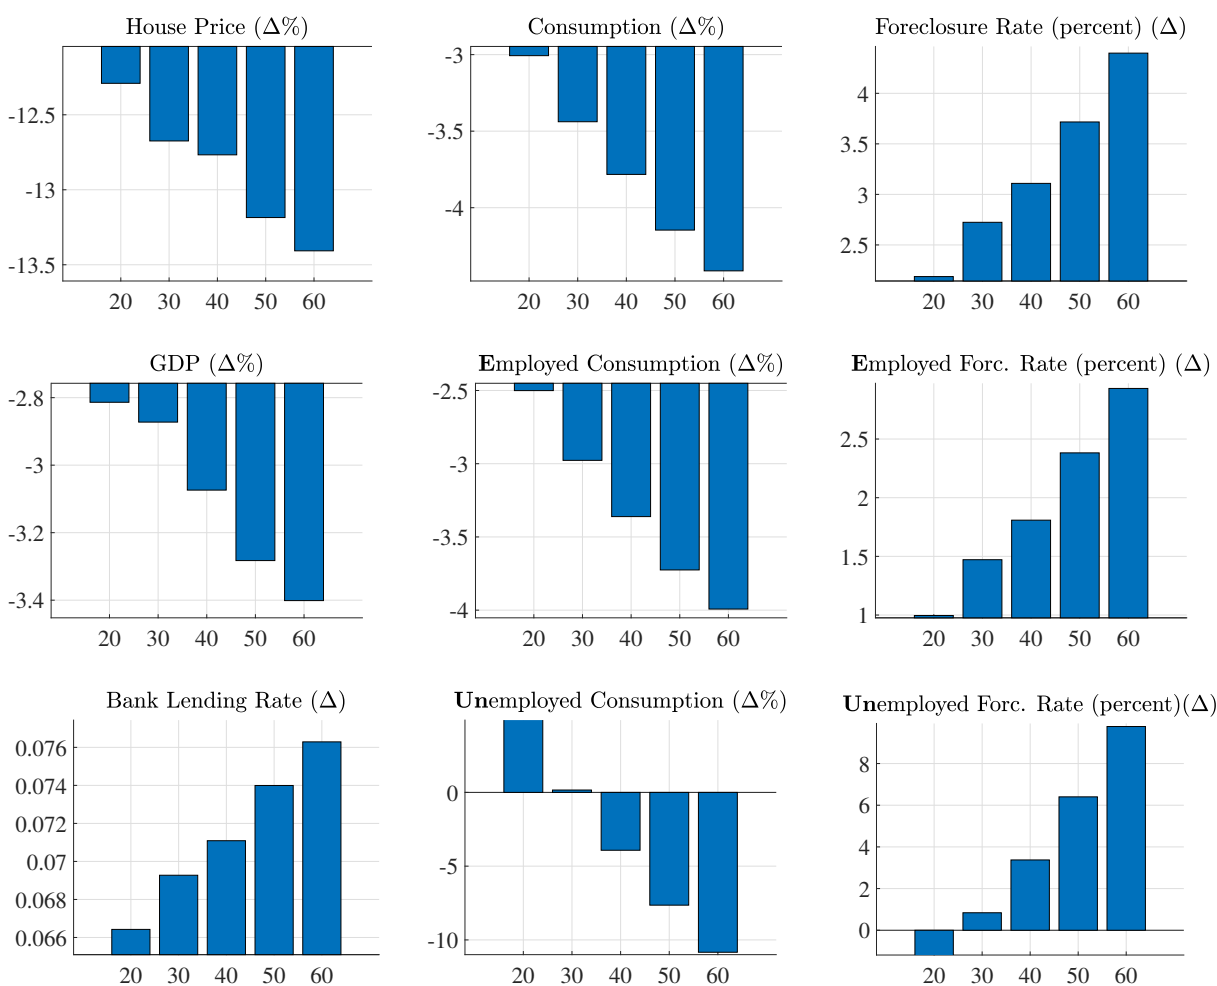 House Price (Δ%)
-12.5
-13
-13.5
20 30 40 50 60
Consumption (Δ%)
-3
-3.5
-4
20 30 40 50 60
Foreclosure Rate (percent) (Δ)
4
3.5
3
2.5
20 30 40 50 60
GDP (Δ%)
-2.8
-3
-3.2
-3.4
20 30 40 50 60
Employed Consumption (Δ%)
-2.5
-3
-3.5
-4
20 30 40 50 60
Employed Forc. Rate (percent) (Δ)
2.5
2
1.5
1
20 30 40 50 60
Bank Lending Rate (Δ)
0.076
0.074
0.072
0.07
0.068
0.066
20 30 40 50 60
Unemployed Consumption (Δ%)
0
-5
-10
20 30 40 50 60
Unemployed Forc. Rate (percent)(Δ)
8
6
4
2
0
20 30 40 50 60